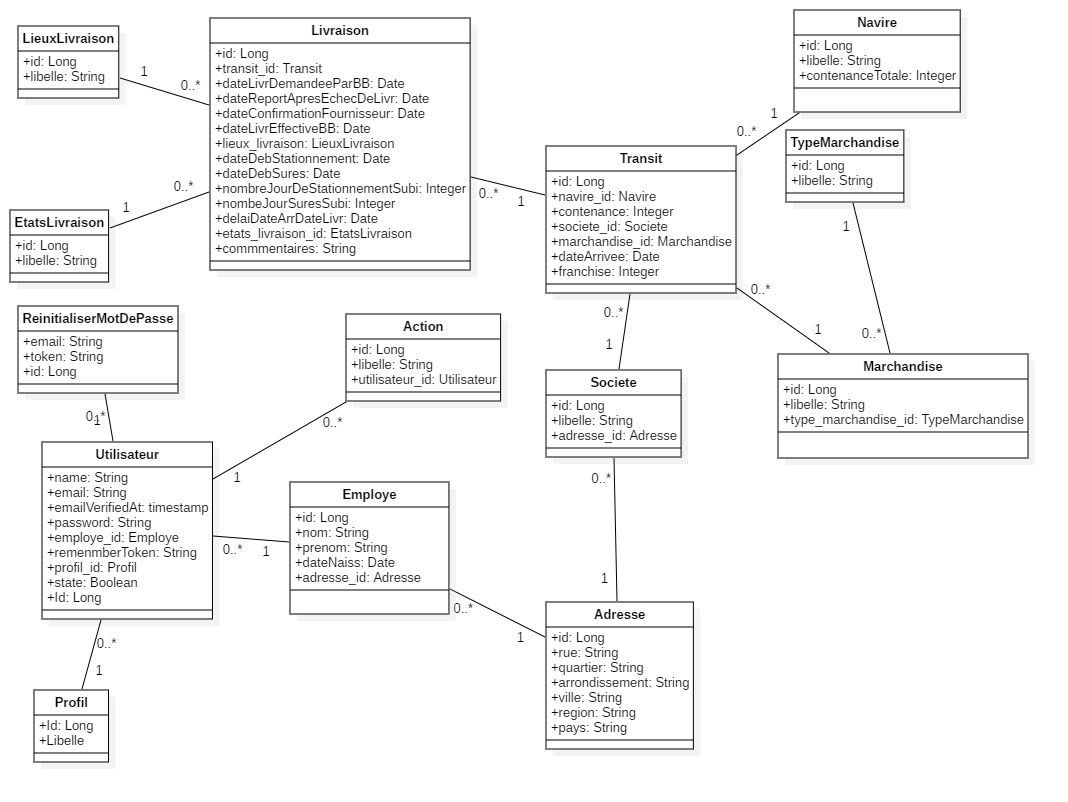 LieuxLivraison
+id: Long
+libelle: String
1
0..*
Livraison
+id: Long
+transit_id: Transit
+dateLivrDemandeeParBB: Date
+dateReportApresEchecDeLivr: Date
+dateConfirmationFournisseur: Date
+dateLivrEffectiveBB: Date
+lieux_livraison: LieuxLivraison
+dateDebStationnement: Date
+dateDebSures: Date
+nombreJourDeStationnementSubi: Integer
+nombeJourSuresSubi: Integer
+delaiDateArrDateLivr: Date
+etats_livraison_id: EtatsLivraison
+commmentaires: String
EtatsLivraison
+id: Long
+libelle: String
1
0..*
0..*
1
Transit
+id: Long
+navire_id: Navire
+contenance: Integer
+societe_id: Societe
+marchandise_id: Marchandise
+dateArrivee: Date
+franchise: Integer
Navire
+id: Long
+libelle: String
+contenanceTotale: Integer
1
0..*
TypeMarchandise
+id: Long
+libelle: String
1
0..*
0..*
1
Marchandise
+id: Long
+libelle: String
+type_marchandise_id: TypeMarchandise
0..*
1
Societe
+id: Long
+libelle: String
+adresse_id: Adresse
0..*
1
ReinitialiserMotDePasse
+email: String
+token: String
+id: Long
0..*
1
Action
+id: Long
+libelle: String
+utilisateur_id: Utilisateur
0..*
1
Utilisateur
+name: String
+email: String
+emailVerifiedAt: timestamp
+password: String
+employe_id: Employe
+remenmberToken: String
+profil_id: Profil
+state: Boolean
+Id: Long
0..*
1
Employe
+id: Long
+nom: String
+prenom: String
+dateNaiss: Date
+adresse_id: Adresse
0..*
1
Adresse
+id: Long
+rue: String
+quartier: String
+arrondissement: String
+ville: String
+region: String
+pays: String
0..*
1
Profil
+Id: Long
+Libelle